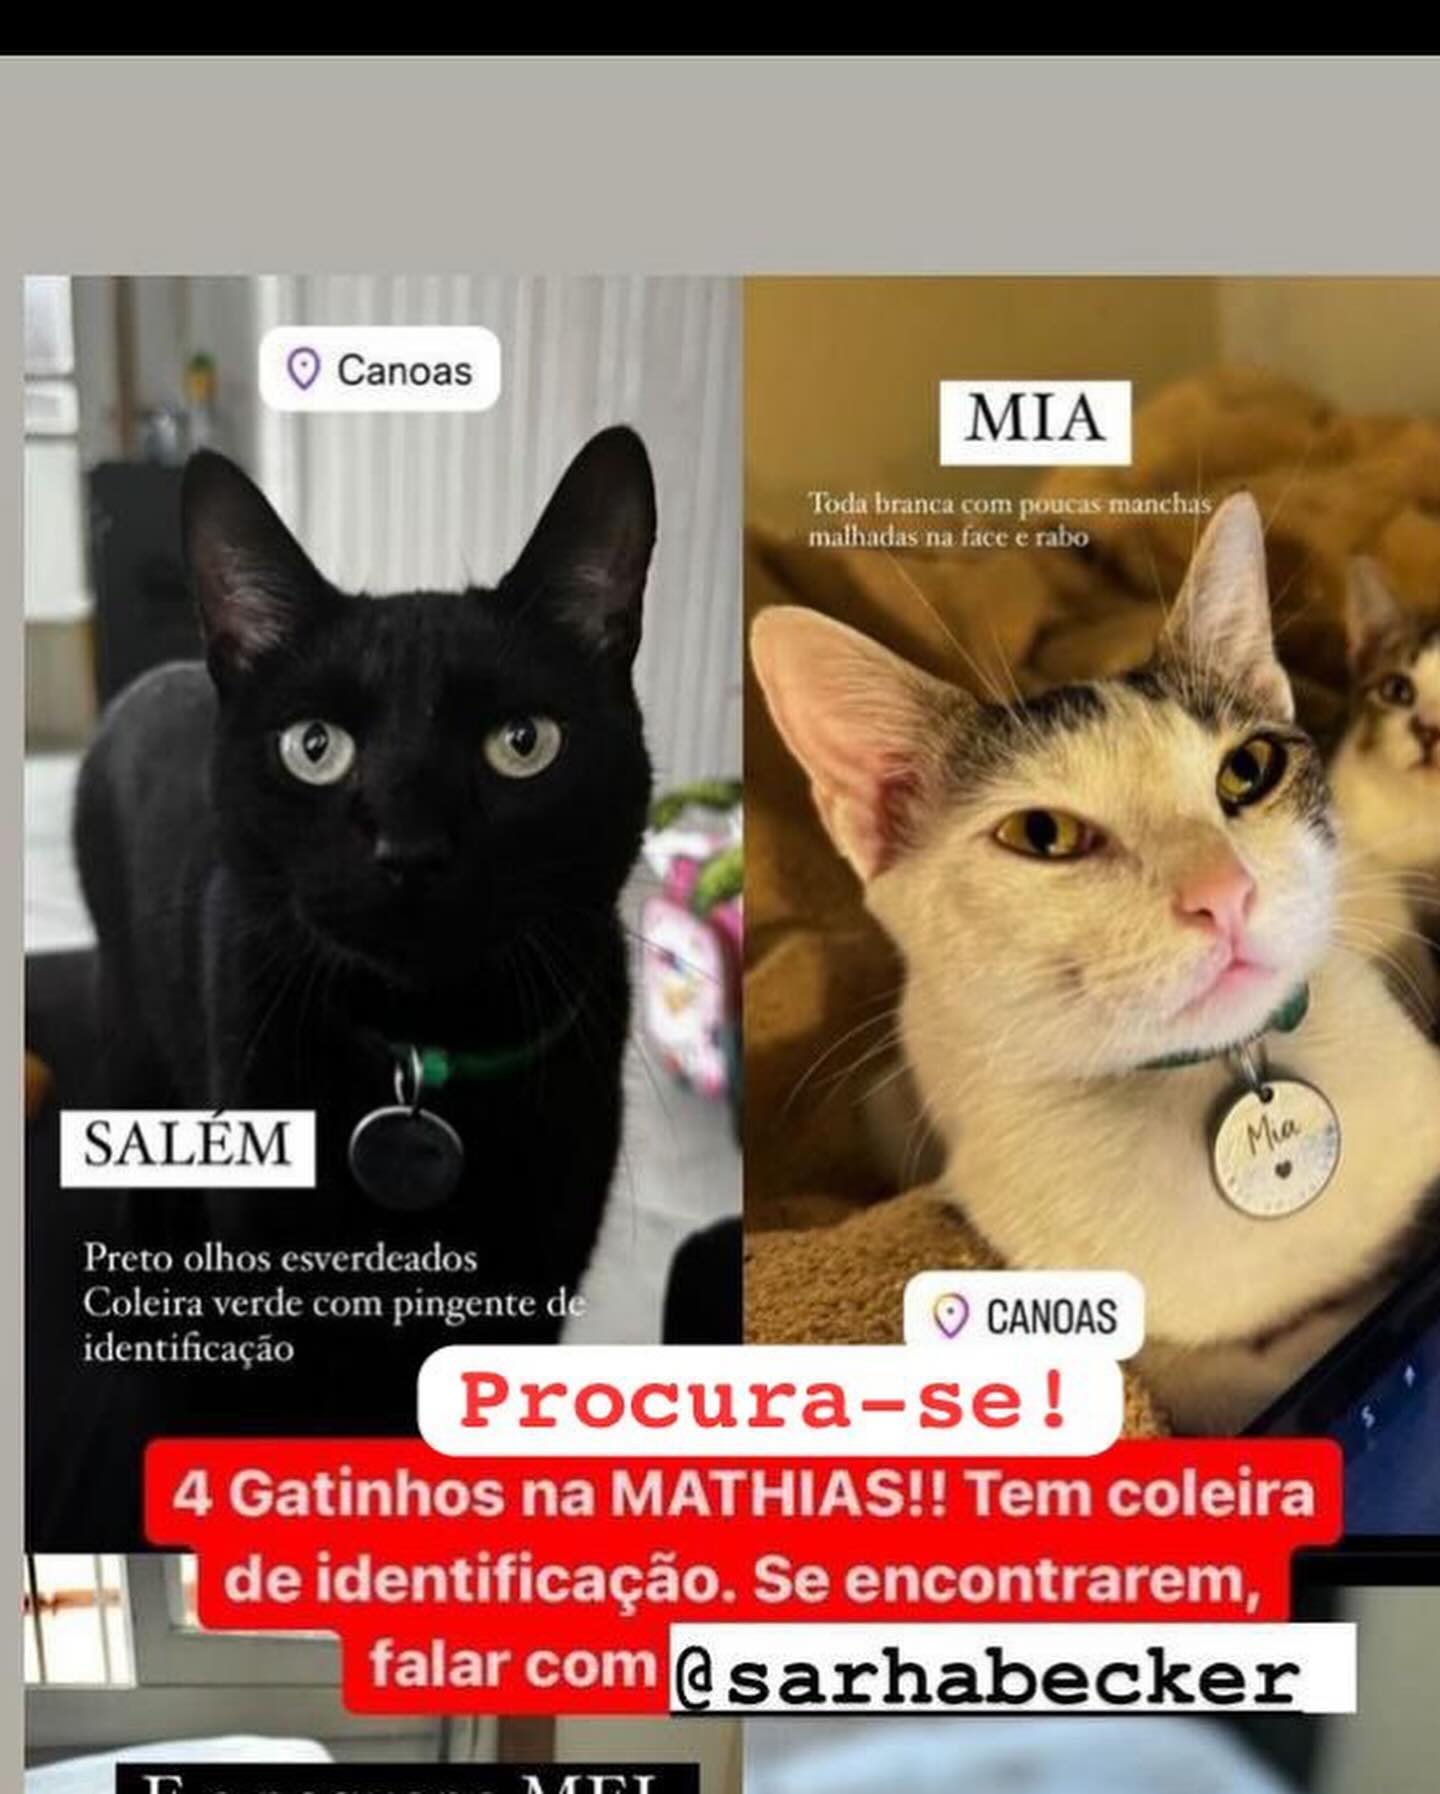 Canoas
MIA
Toda branca com poucas manchas
malhadas na face e rabo
Mia
SALÉM
Preto olhos esverdeados
Coleira verde com pingente de
identificação
CANOAS
Procura-se!
4 Gatinhos na MATHIAS!! Tem coleira
de identificação. Se encontrarem,
falar com @sarhabecker